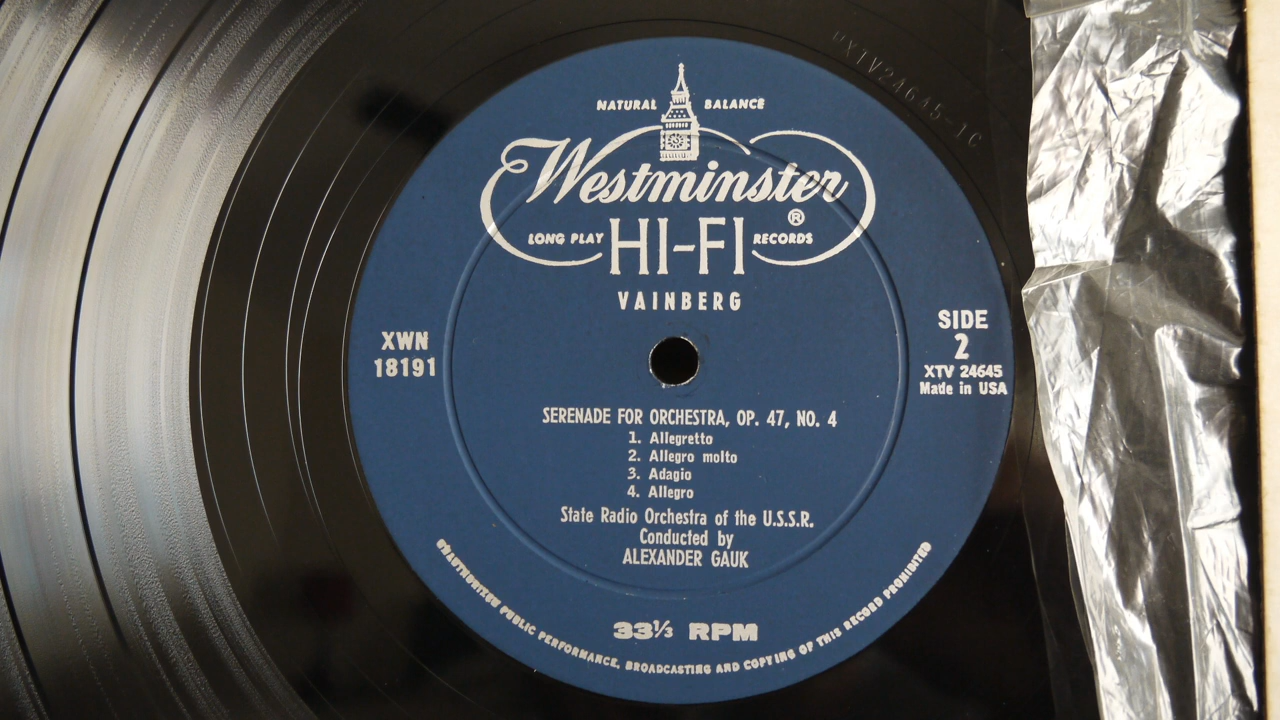 XTV24645-1C
NATURAL BALANCE
Westminster
®
LONG PLAY HI-FI RECORDS
VAINBERG
XWN
18191
SIDE
2
XTV 24645
Made in USA
SERENADE FOR ORCHESTRA, OP. 47, NO. 4
1. Allegretto
2. Allegro molto
3. Adagio
4. Allegro
State Radio Orchestra of the U.S.S.R.
Conducted by
ALEXANDER GAUK
33⅓ RPM
UNAUTHORIZED PUBLIC PERFORMANCE, BROADCASTING AND COPYING OF THIS RECORD PROHIBITED